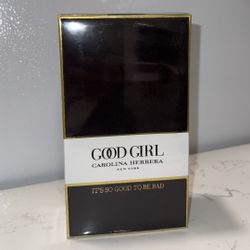 GOOD GIRL
CAROLINA HERRERA
NEW YORK
IT'S SO GOOD TO BE BAD